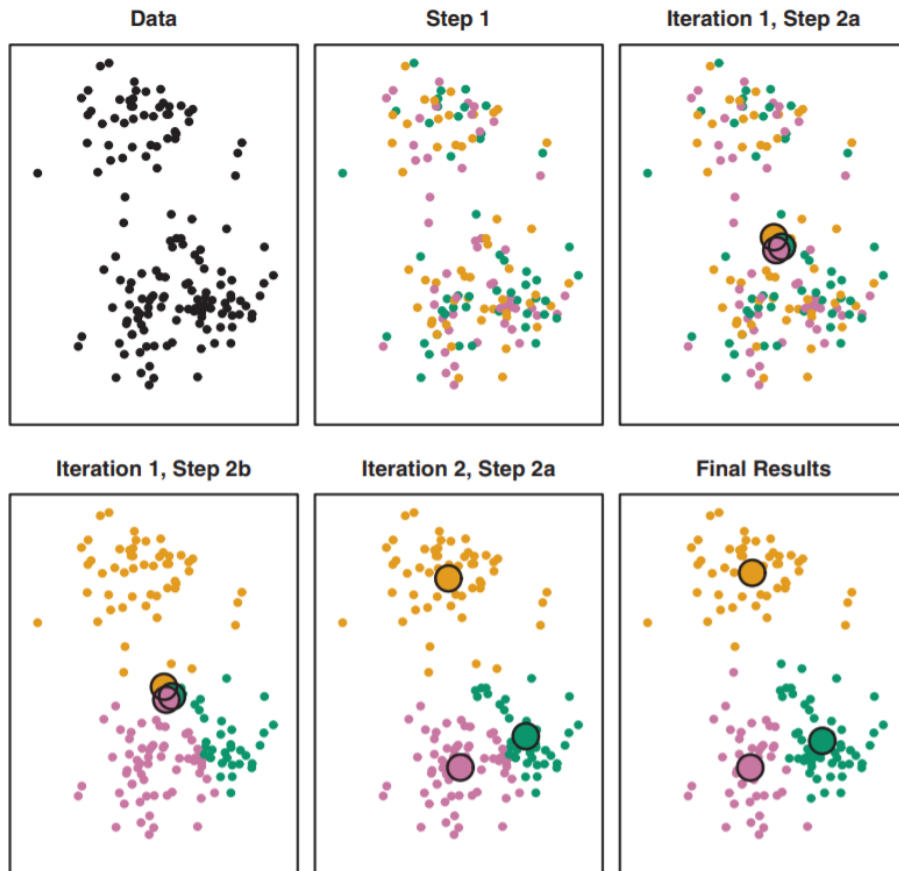 Data
Step 1
Iteration 1, Step 2a
Iteration 1, Step 2b
Iteration 2, Step 2a
Final Results